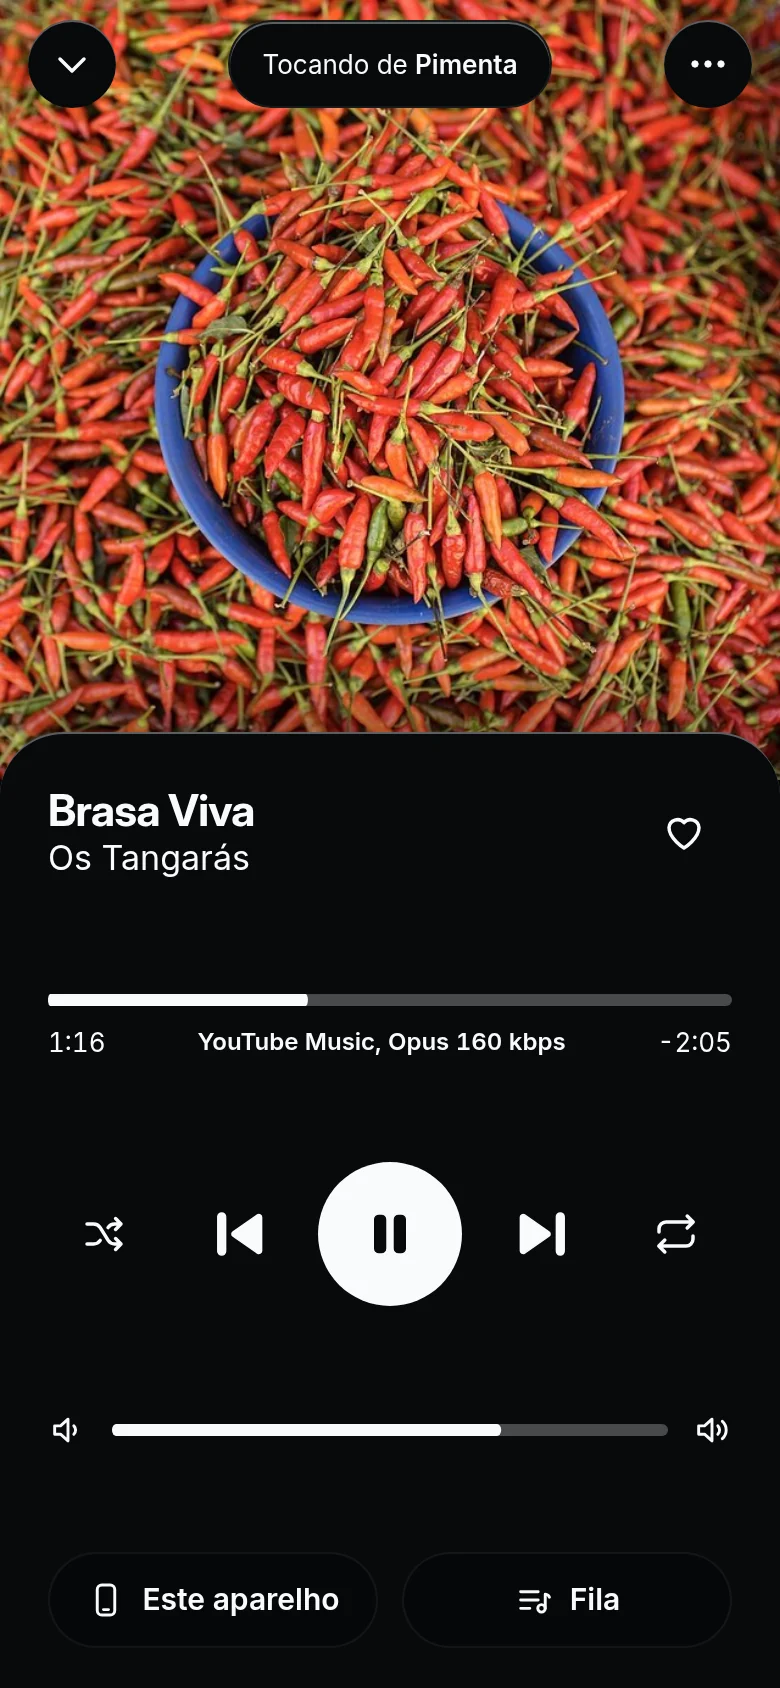 Tocando de Pimenta
Brasa Viva
Os Tangarás
1:16
YouTube Music, Opus 160 kbps
-2:05
Este aparelho
Fila